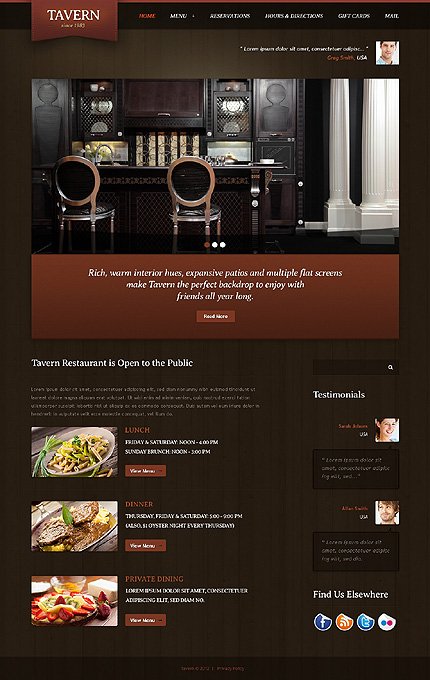 TAVERN
since 1985
HOME
MENU
RESERVATIONS
HOURS & DIRECTIONS
GIFT CARDS
MAIL
" Lorem ipsum dolor sit amet, consectetuer adipisc... "
Greg Smith, USA
Rich, warm interior hues, expansive patios and multiple flat screens
make Tavern the perfect backdrop to enjoy with
friends all year long.
Read More
Tavern Restaurant is Open to the Public
Lorem ipsum dolor sit amet, consectetuer adipiscing elit, sed diam nonummy nibh euismod tincidunt ut
laoreet dolore magna aliquam erat volutpat. Ut wisi enim ad minim veniam, quis nostrud exerci tation
ullamcorper suscipit lobortis nisl ut aliquip ex ea commodo consequat. Duis autem vel eum iriure dolor in
hendrerit in vulputate velit esse molestie consequat, vel illum dolore eu.
LUNCH
FRIDAY & SATURDAY: NOON - 4:00 PM
SUNDAY BRUNCH: NOON - 3:00 PM
View Menu
DINNER
THURSDAY, FRIDAY & SATURDAY: 5:00 - 9:00 PM
(ALSO, $1 OYSTER NIGHT EVERY THURSDAY)
View Menu
PRIVATE DINING
LOREM IPSUM DOLOR SIT AMET, CONSECTETUER
ADIPISCING ELIT, SED DIAM NO.
View Menu
Testimonials
Sarah Adams
USA
" Lorem ipsum dolor sit
amet, consectetuer adipisc
ing elit, sed... "
Allan Smith
USA
" Lorem ipsum dolor sit
amet, consectetuer adipisc
ing elit, sed diam.
Find Us Elsewhere
Tavern © 2012 | Privacy Policy